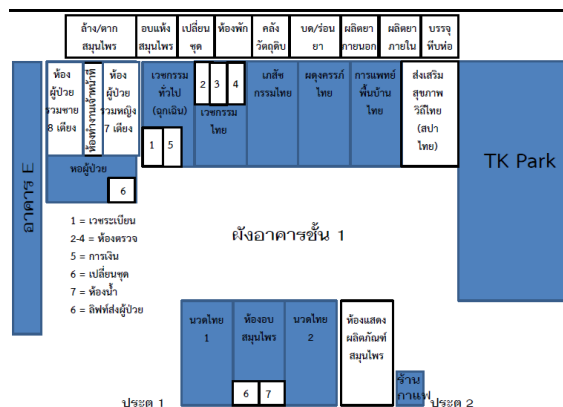 ล้าง/ตาก
สมุนไพร
อบแห้ง
สมุนไพร
เปลี่ยน
ชุด
ห้องพัก
คลัง
วัตถุดิบ
บด/ร่อน
ยา
ผลิตยา
ภายนอก
ผลิตยา
ภายใน
บรรจุ
หีบห่อ
อาคาร E
ห้อง
ผู้ป่วย
รวมชาย
8 เตียง
ห้องทำงานเจ้าหน้าที่
ห้อง
ผู้ป่วย
รวมหญิง
7 เตียง
หอผู้ป่วย
6
เวชกรรม
ทั่วไป
(ฉุกเฉิน)
1
5
2
3
4
เวชกรรม
ไทย
เภสัช
กรรมไทย
ผดุงครรภ์
ไทย
การแพทย์
พื้นบ้าน
ไทย
ส่งเสริม
สุขภาพ
วิถีไทย
(สปา
ไทย)
TK Park
1 = เวชระเบียน
2-4 = ห้องตรวจ
5 = การเงิน
6 = เปลี่ยนชุด
7 = ห้องน้ำ
6 = ลิฟท์ส่งผู้ป่วย
ผังอาคารชั้น 1
นวดไทย
1
ห้องอบ
สมุนไพร
6
7
นวดไทย
2
ห้องแสดง
ผลิตภัณฑ์
สมุนไพร
ร้าน
กาแฟ
ประตู 1
ประตู 2